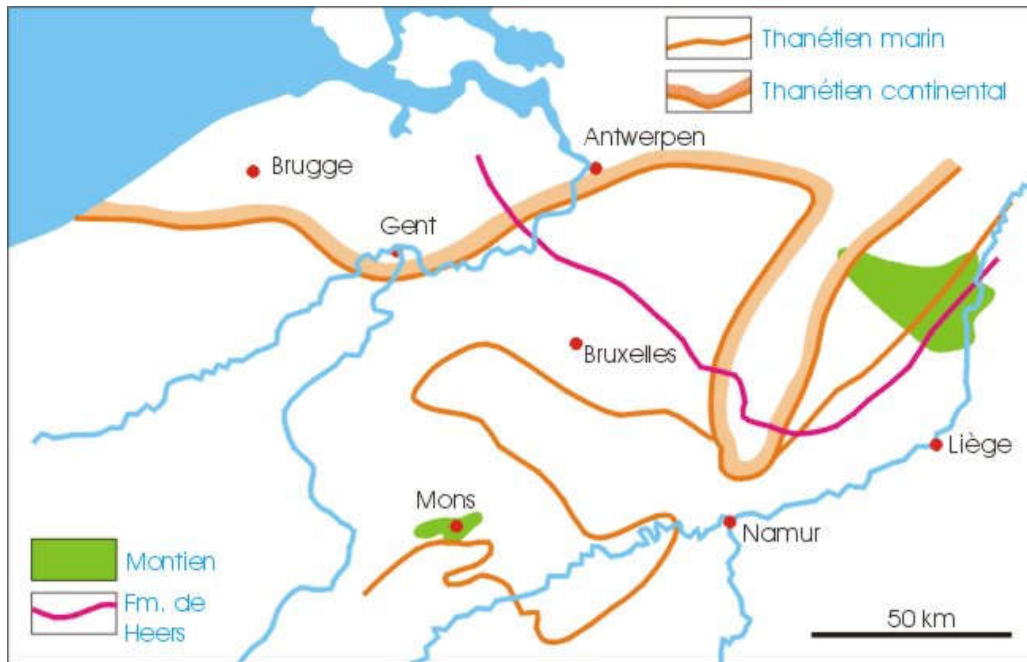 Thanétien marin
Thanétien continental
Antwerpen
Brugge
Gent
Bruxelles
Liège
Mons
Namur
Montien
Fm. de
Heers
50 km